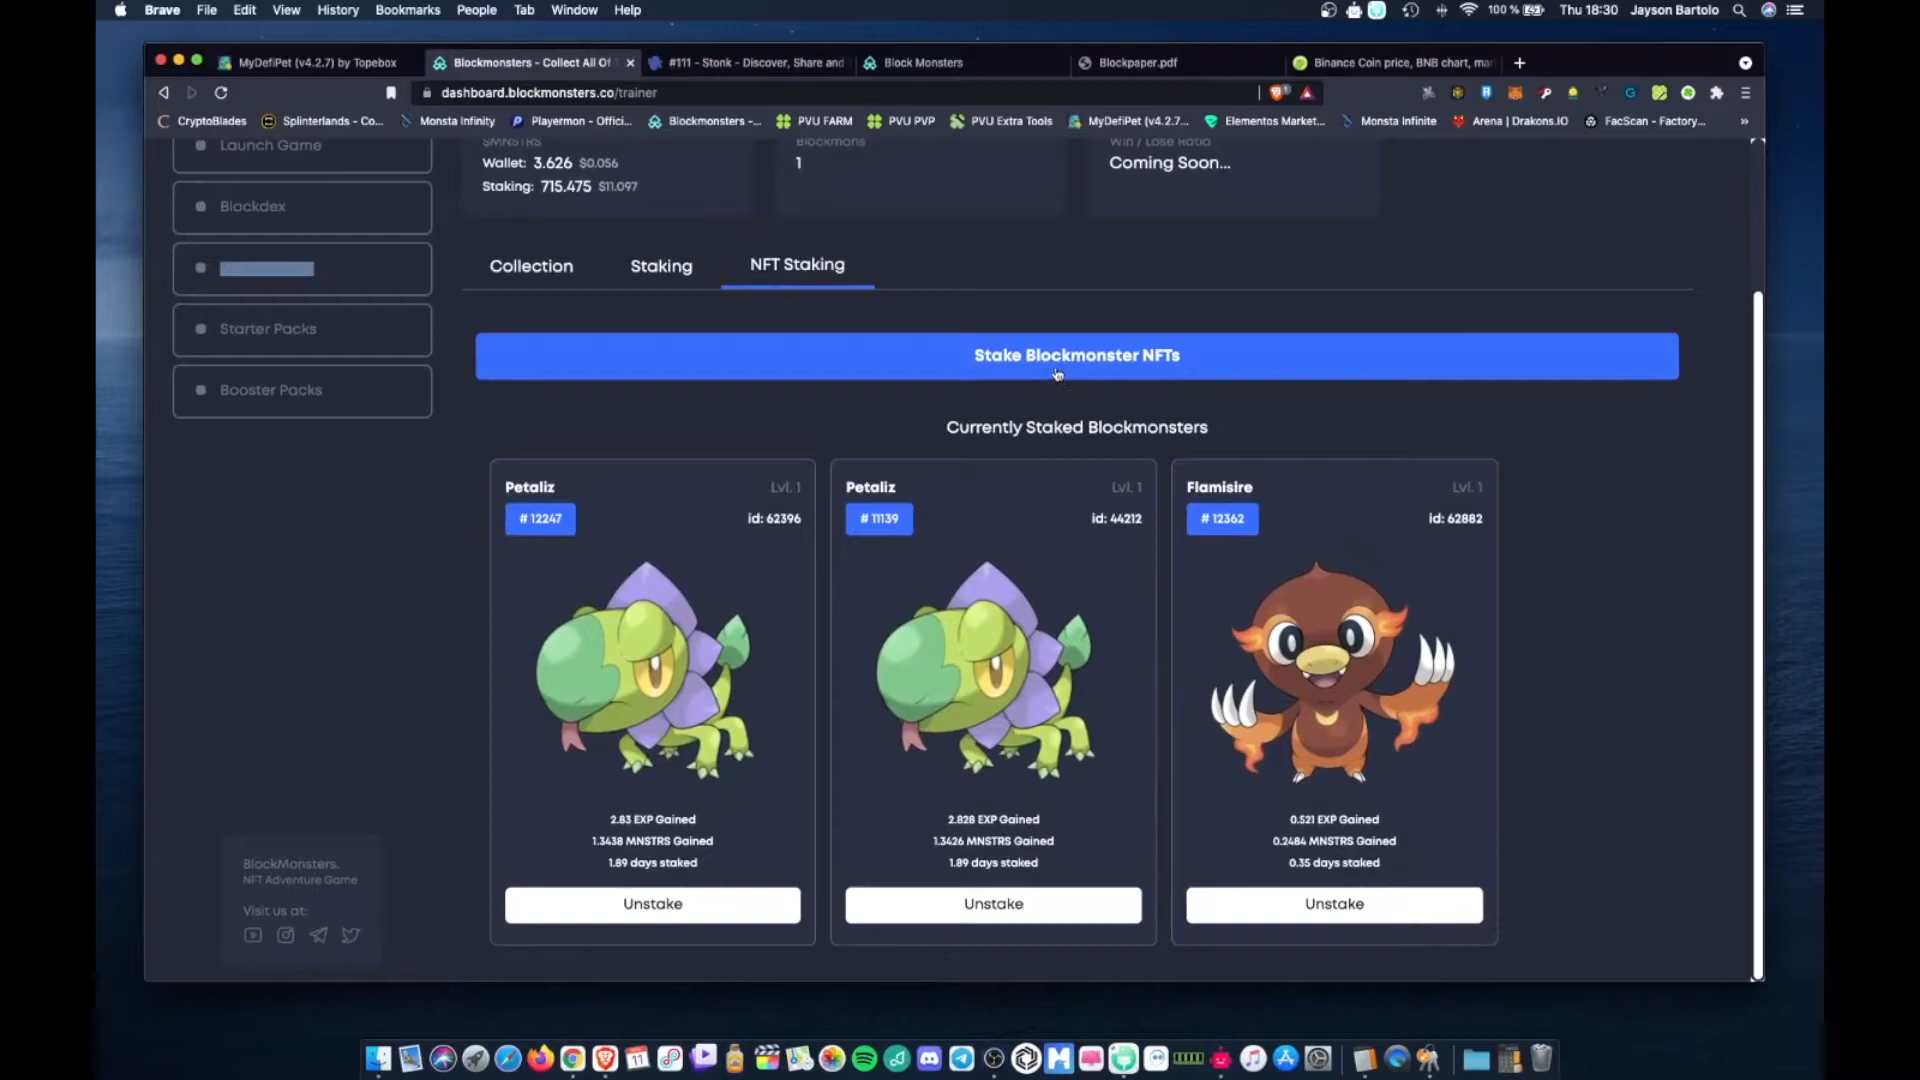 Brave File Edit View History Bookmarks People Tab Window Help
100 % Thu 18:30 Jayson Bartolo
MyDefiPet (v4.2.7) by Topebox
Blockmonsters - Collect All Of
#111 - Stonk - Discover, Share and
Block Monsters
Blockpaper.pdf
Binance Coin price, BNB chart, mar
dashboard.blockmonsters.co/trainer
CryptoBlades
Splinterlands - Co...
Monsta Infinity
Playermon - Offici...
Blockmonsters -...
PVU FARM
PVU PVP
PVU Extra Tools
MyDefiPet (v4.2.7...
Elementos Market...
Monsta Infinite
Arena | Drakons.IO
FacScan - Factory...
»
Launch Game
Blockdex
Starter Packs
Booster Packs
$MNSTRS
Wallet: 3.626 $0.056
Staking: 715.475 $11.097
Blockmons
1
Win / Lose Ratio
Coming Soon...
Collection
Staking
NFT Staking
Stake Blockmonster NFTs
Currently Staked Blockmonsters
Petaliz Lvl. 1
# 12247 id: 62396
2.83 EXP Gained
1.3438 MNSTRS Gained
1.89 days staked
Unstake
Petaliz Lvl. 1
# 11139 id: 44212
2.828 EXP Gained
1.3426 MNSTRS Gained
1.89 days staked
Unstake
Flamisire Lvl. 1
# 12362 id: 62882
0.521 EXP Gained
0.2484 MNSTRS Gained
0.35 days staked
Unstake
BlockMonsters.
NFT Adventure Game
Visit us at:
11